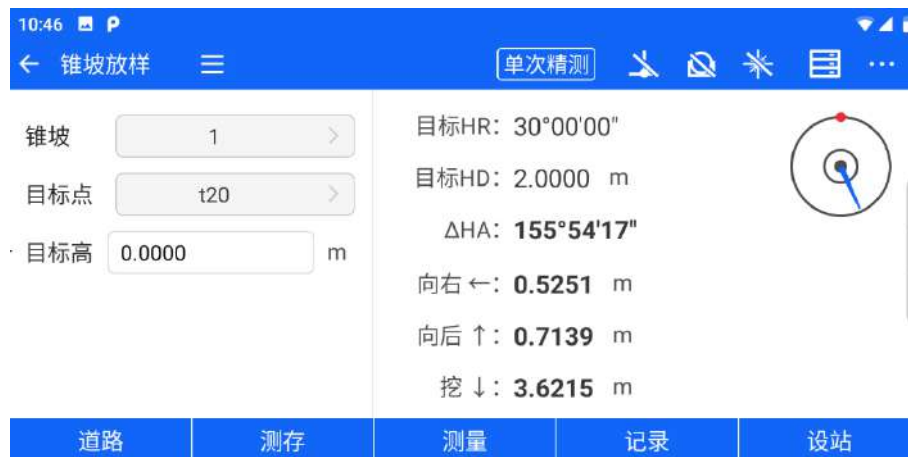 10:46
锥坡放样
单次精测
锥坡 1
目标点 t20
目标高 0.0000 m
目标HR: 30°00'00"
目标HD: 2.0000 m
ΔHA: 155°54'17"
向右←: 0.5251 m
向后↑: 0.7139 m
挖↓: 3.6215 m
道路 测存 测量 记录 设站